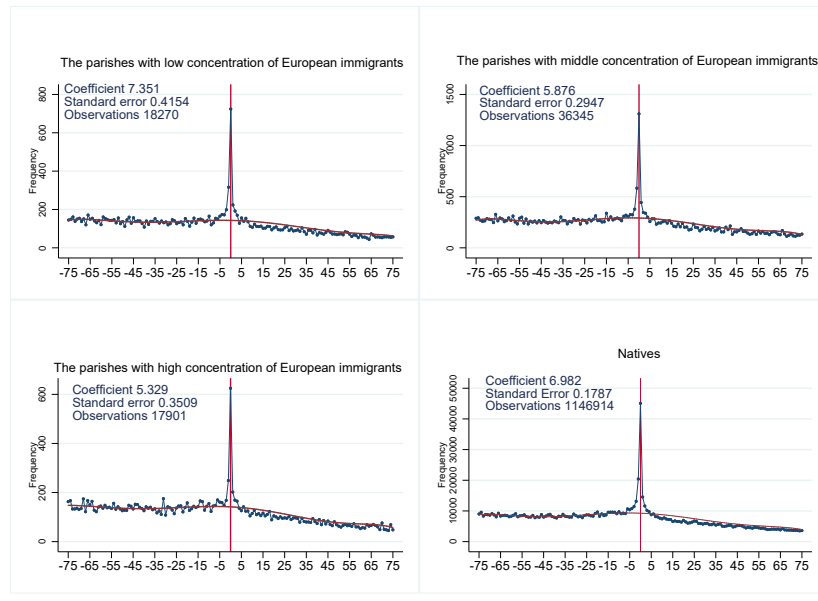 The parishes with low concentration of European immigrants
Coefficient 7.351
Standard error 0.4154
Observations 18270
Frequency
0 200 400 600 800
-75 -65 -55 -45 -35 -25 -15 -5 5 15 25 35 45 55 65 75
The parishes with middle concentration of European immigrants
Coefficient 5.876
Standard error 0.2947
Observations 36345
Frequency
0 500 1000 1500
-75 -65 -55 -45 -35 -25 -15 -5 5 15 25 35 45 55 65 75
The parishes with high concentration of European immigrants
Coefficient 5.329
Standard error 0.3509
Observations 17901
Frequency
0 200 400 600
-75 -65 -55 -45 -35 -25 -15 -5 5 15 25 35 45 55 65 75
Natives
Coefficient 6.982
Standard Error 0.1787
Observations 1146914
Frequency
0 10000 20000 30000 40000 50000
-75 -65 -55 -45 -35 -25 -15 -5 5 15 25 35 45 55 65 75